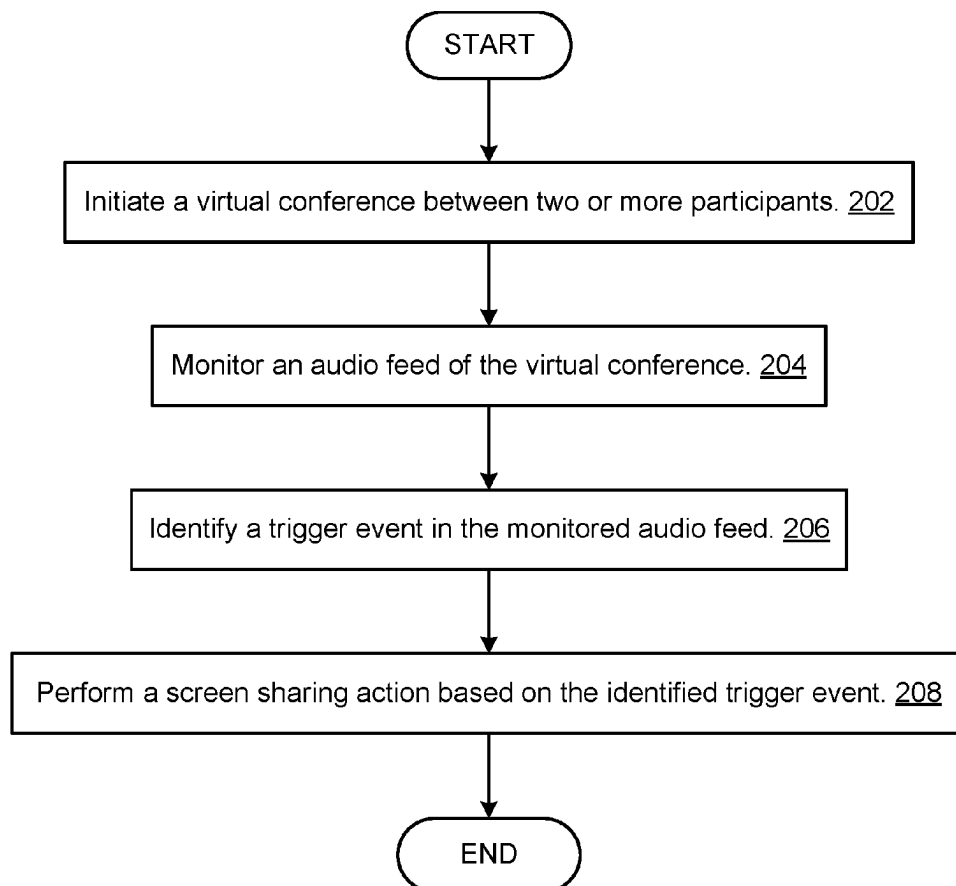 START
Initiate a virtual conference between two or more participants. 202
Monitor an audio feed of the virtual conference. 204
Identify a trigger event in the monitored audio feed. 206
Perform a screen sharing action based on the identified trigger event. 208
END